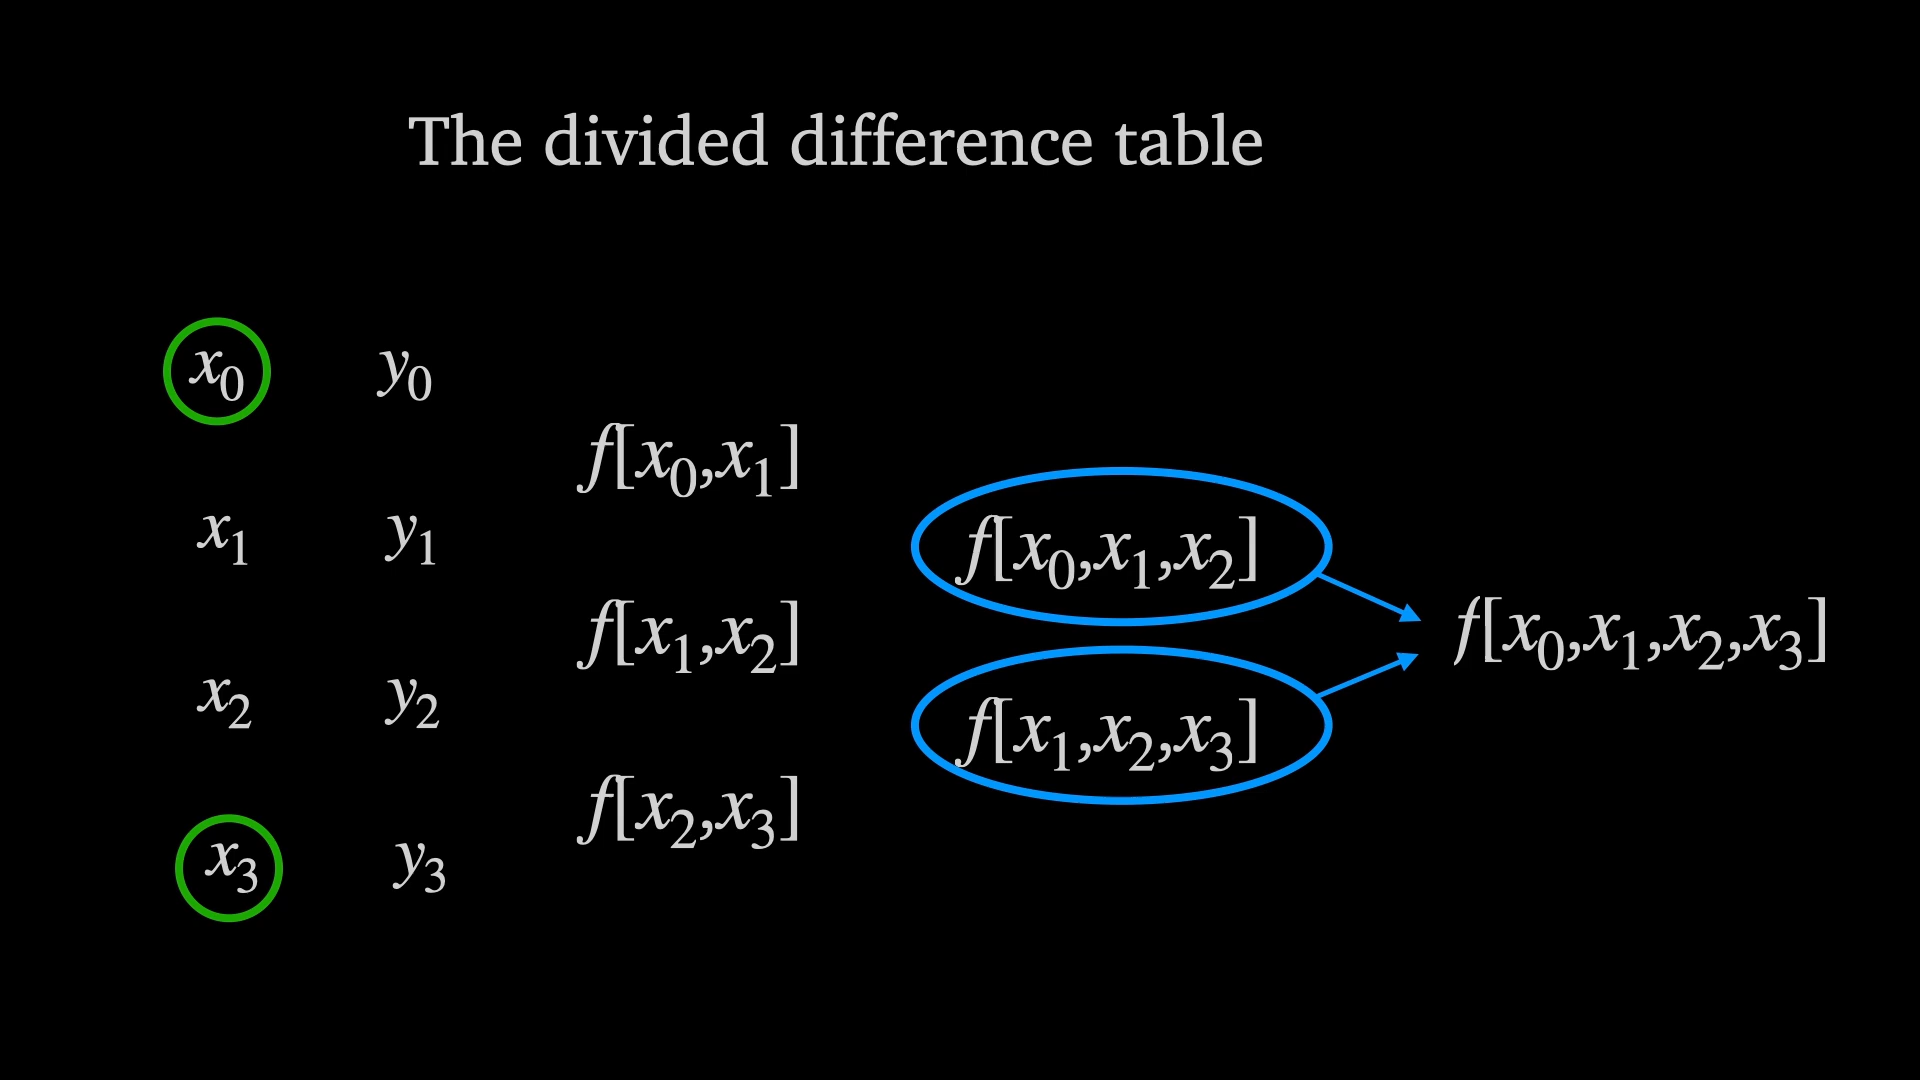 The divided difference table
x₀ y₀
f[x₀,x₁]
x₁ y₁ f[x₀,x₁,x₂]
f[x₁,x₂] f[x₀,x₁,x₂,x₃]
x₂ y₂ f[x₁,x₂,x₃]
f[x₂,x₃]
x₃ y₃